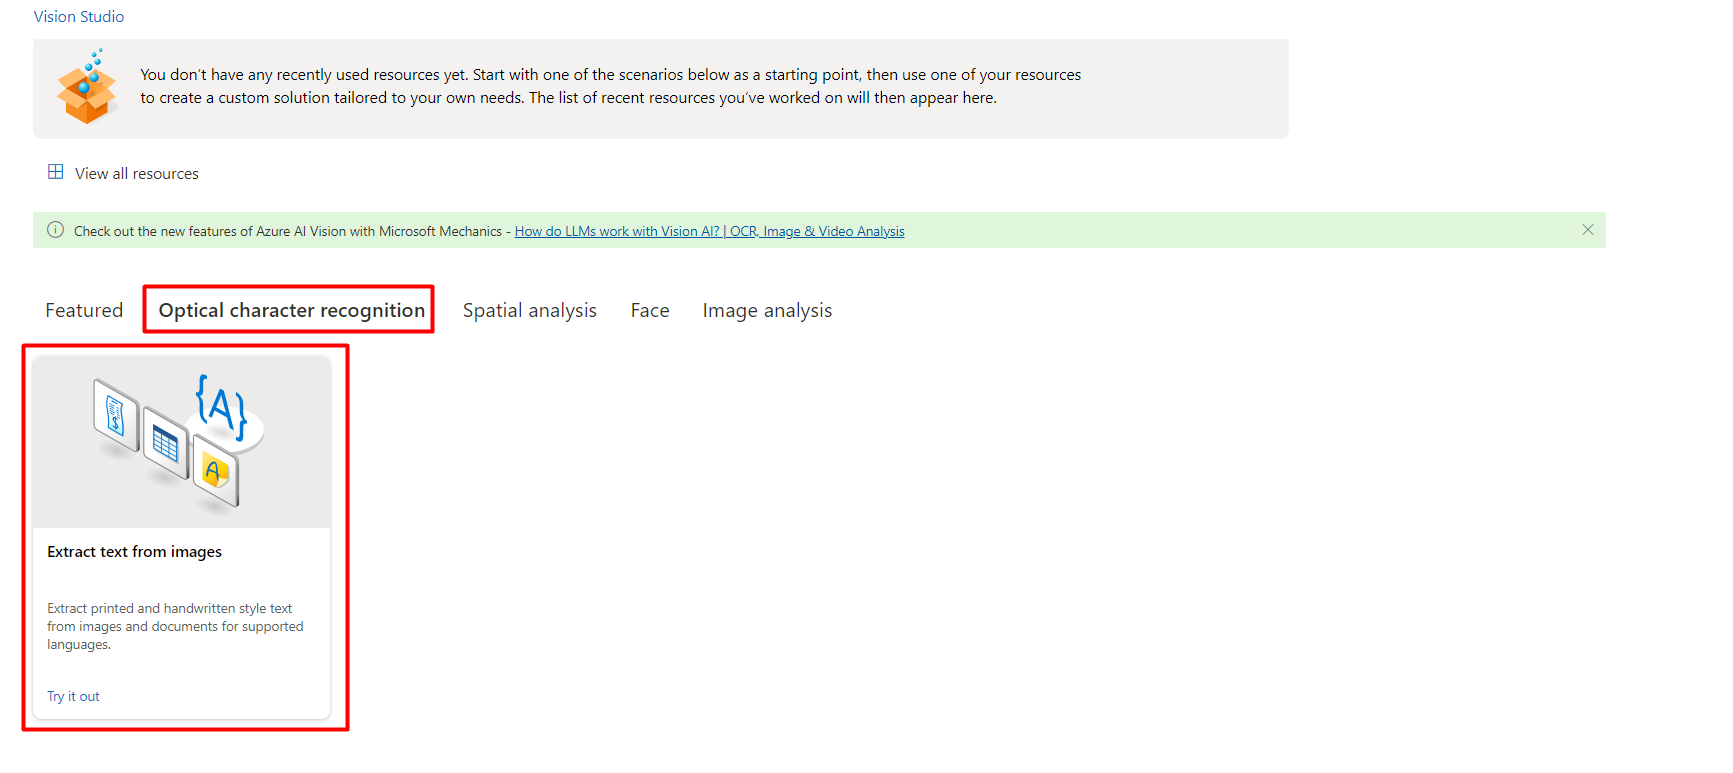 Vision Studio
You don't have any recently used resources yet. Start with one of the scenarios below as a starting point, then use one of your resources
to create a custom solution tailored to your own needs. The list of recent resources you've worked on will then appear here.
View all resources
Check out the new features of Azure AI Vision with Microsoft Mechanics - How do LLMs work with Vision AI? | OCR, Image & Video Analysis
Featured Optical character recognition Spatial analysis Face Image analysis
{A}
$
A
Extract text from images
Extract printed and handwritten style text
from images and documents for supported
languages.
Try it out